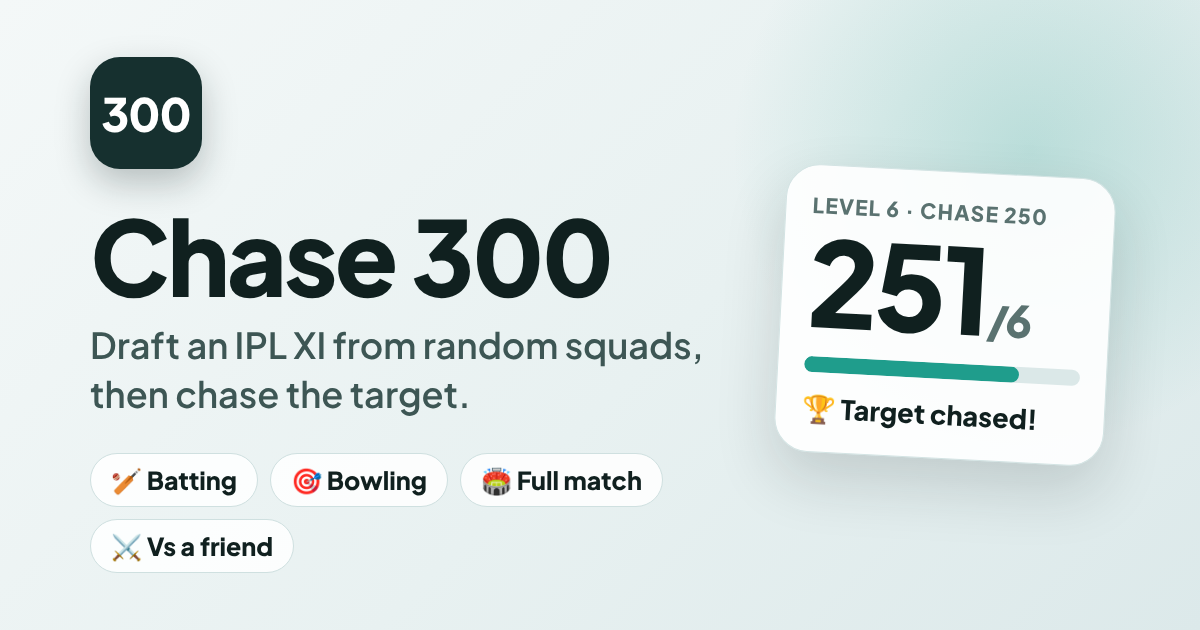 300
Chase 300
Draft an IPL XI from random squads,
then chase the target.
🏏 Batting
🎯 Bowling
🏟️ Full match
⚔️ Vs a friend
LEVEL 6 · CHASE 250
251/6
🏆 Target chased!